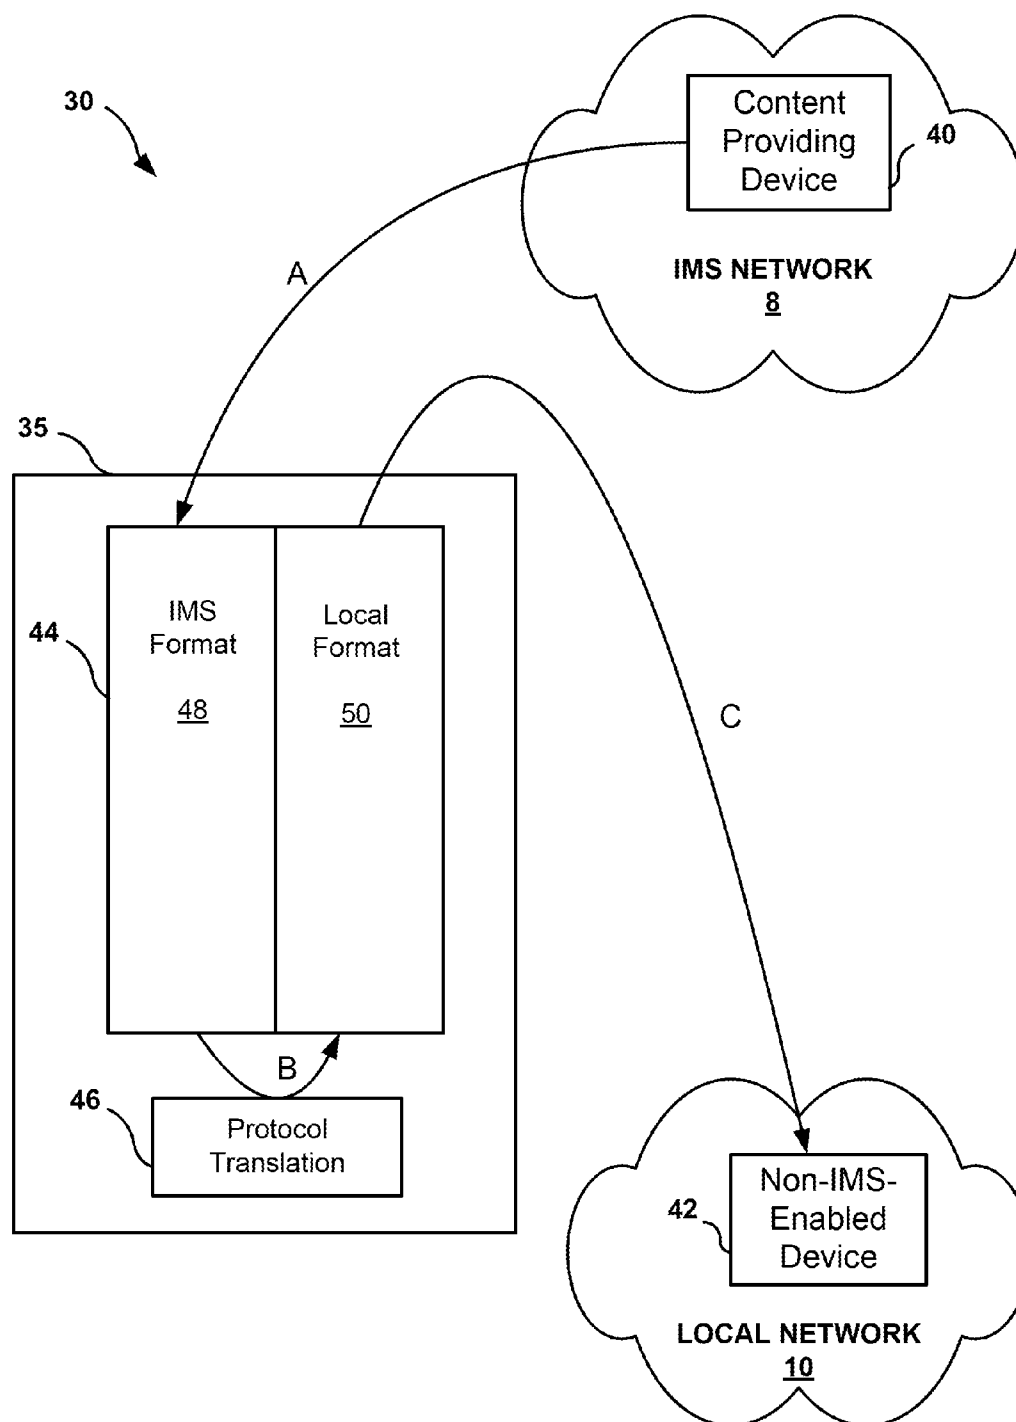 30
Content
Providing
Device
40
IMS NETWORK
8
A
35
IMS
Format
48
Local
Format
50
44
C
B
46
Protocol
Translation
Non-IMS-
Enabled
Device
42
LOCAL NETWORK
10